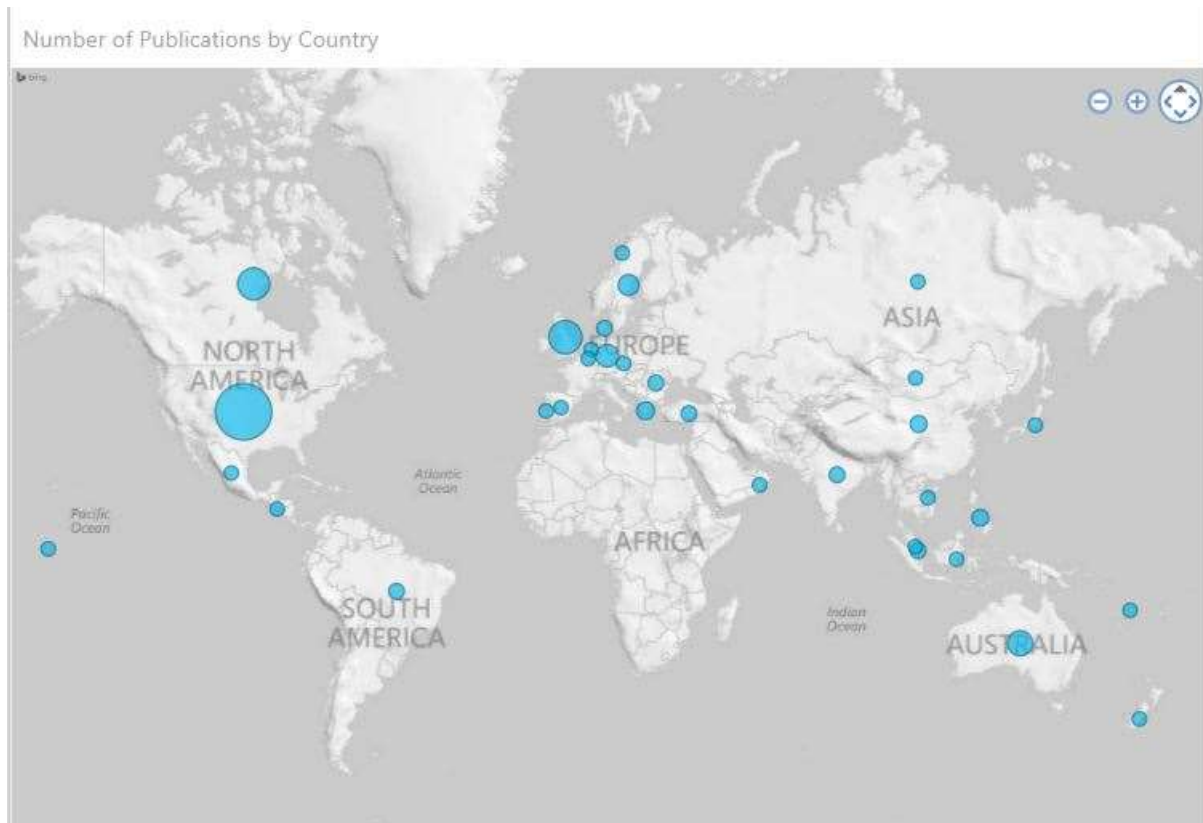 Number of Publications by Country
bing
NORTH
AMERICA
EUROPE
ASIA
Atlantic
Ocean
Pacific
Ocean
AFRICA
SOUTH
AMERICA
Indian
Ocean
AUSTRALIA